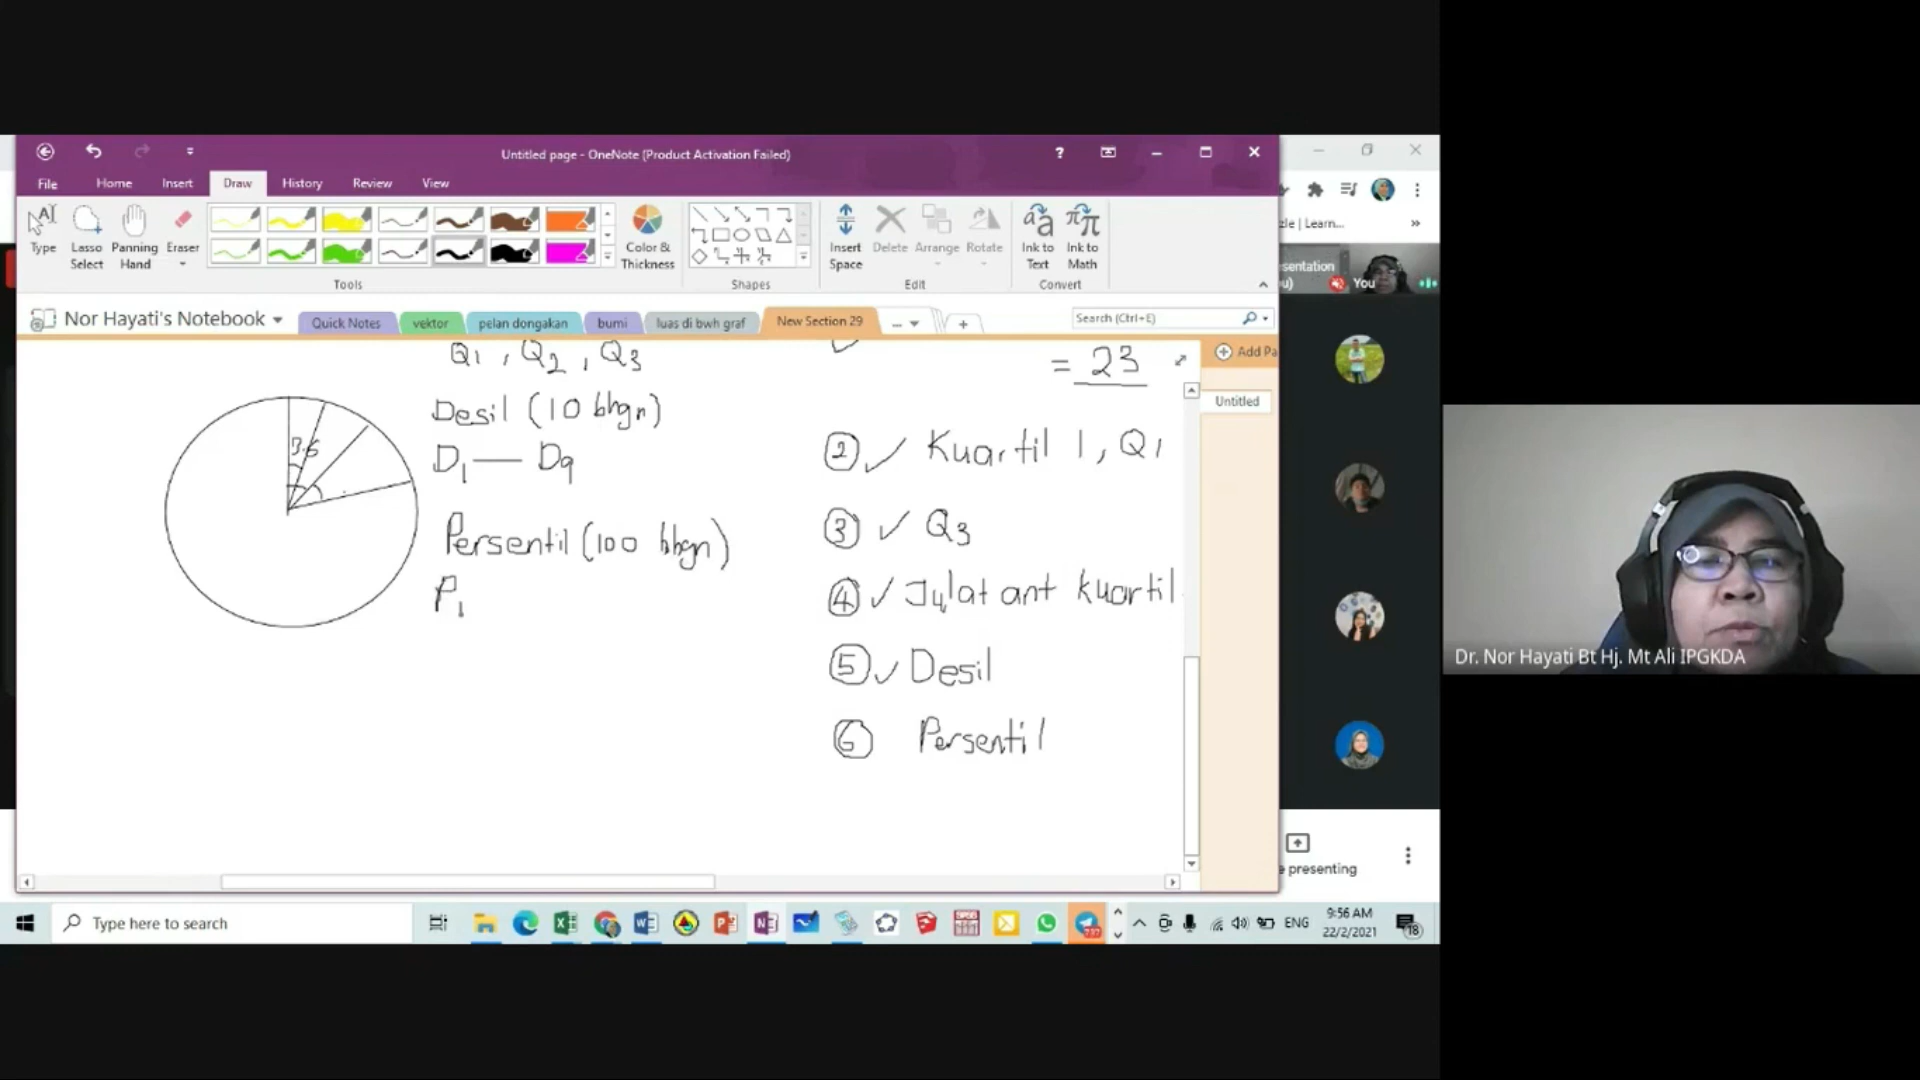 Untitled page - OneNote (Product Activation Failed)
?
File Home Insert Draw History Review View
Type
Lasso Select
Panning Hand
Eraser
Color & Thickness
Insert Space
Delete
Arrange
Rotate
Ink to Text
Ink to Math
Tools
Shapes
Edit
Convert
Nor Hayati's Notebook
Quick Notes
vektor
pelan dongakan
bumi
luas di bwh graf
New Section 29
Search (Ctrl+E)
Add Pa
Untitled
Q1 , Q2 , Q3
Desil (10 bhgn)
D1 — D9
Persentil (100 bhgn)
P1
3.6
= 23
② ✓ Kuartil 1, Q1
③ ✓ Q3
④ ✓ Julat ant kuartil
⑤ ✓ Desil
⑥ Persentil
zle | Learn...
sentation
u)
You
e presenting
Dr. Nor Hayati Bt Hj. Mt Ali IPGKDA
Type here to search
ENG
9:56 AM
22/2/2021
18